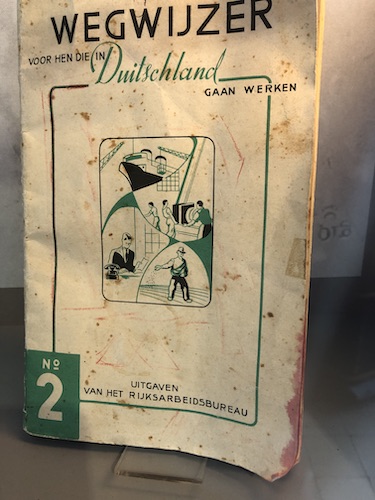 WEGWIJZER
VOOR HEN DIE IN Duitschland
GAAN WERKEN
Nº
2
UITGAVEN
VAN HET RIJKSARBEIDSBUREAU